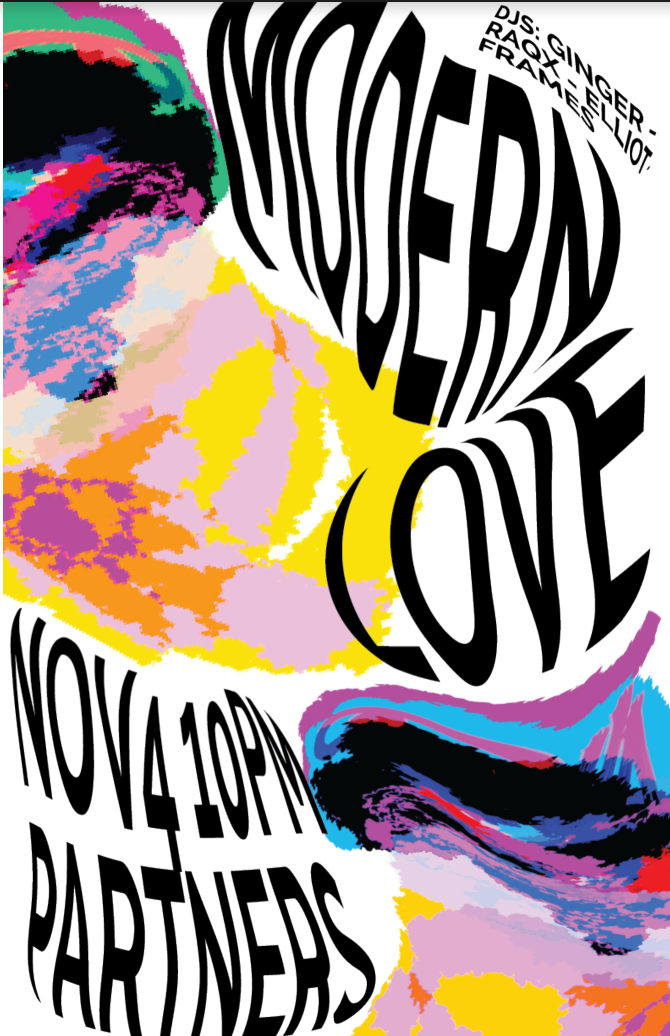 DJS: GINGER -
RAQX - ELLIOT
FRAMES
MODERN
LOVE
NOV 4 10PM
PARTNERS